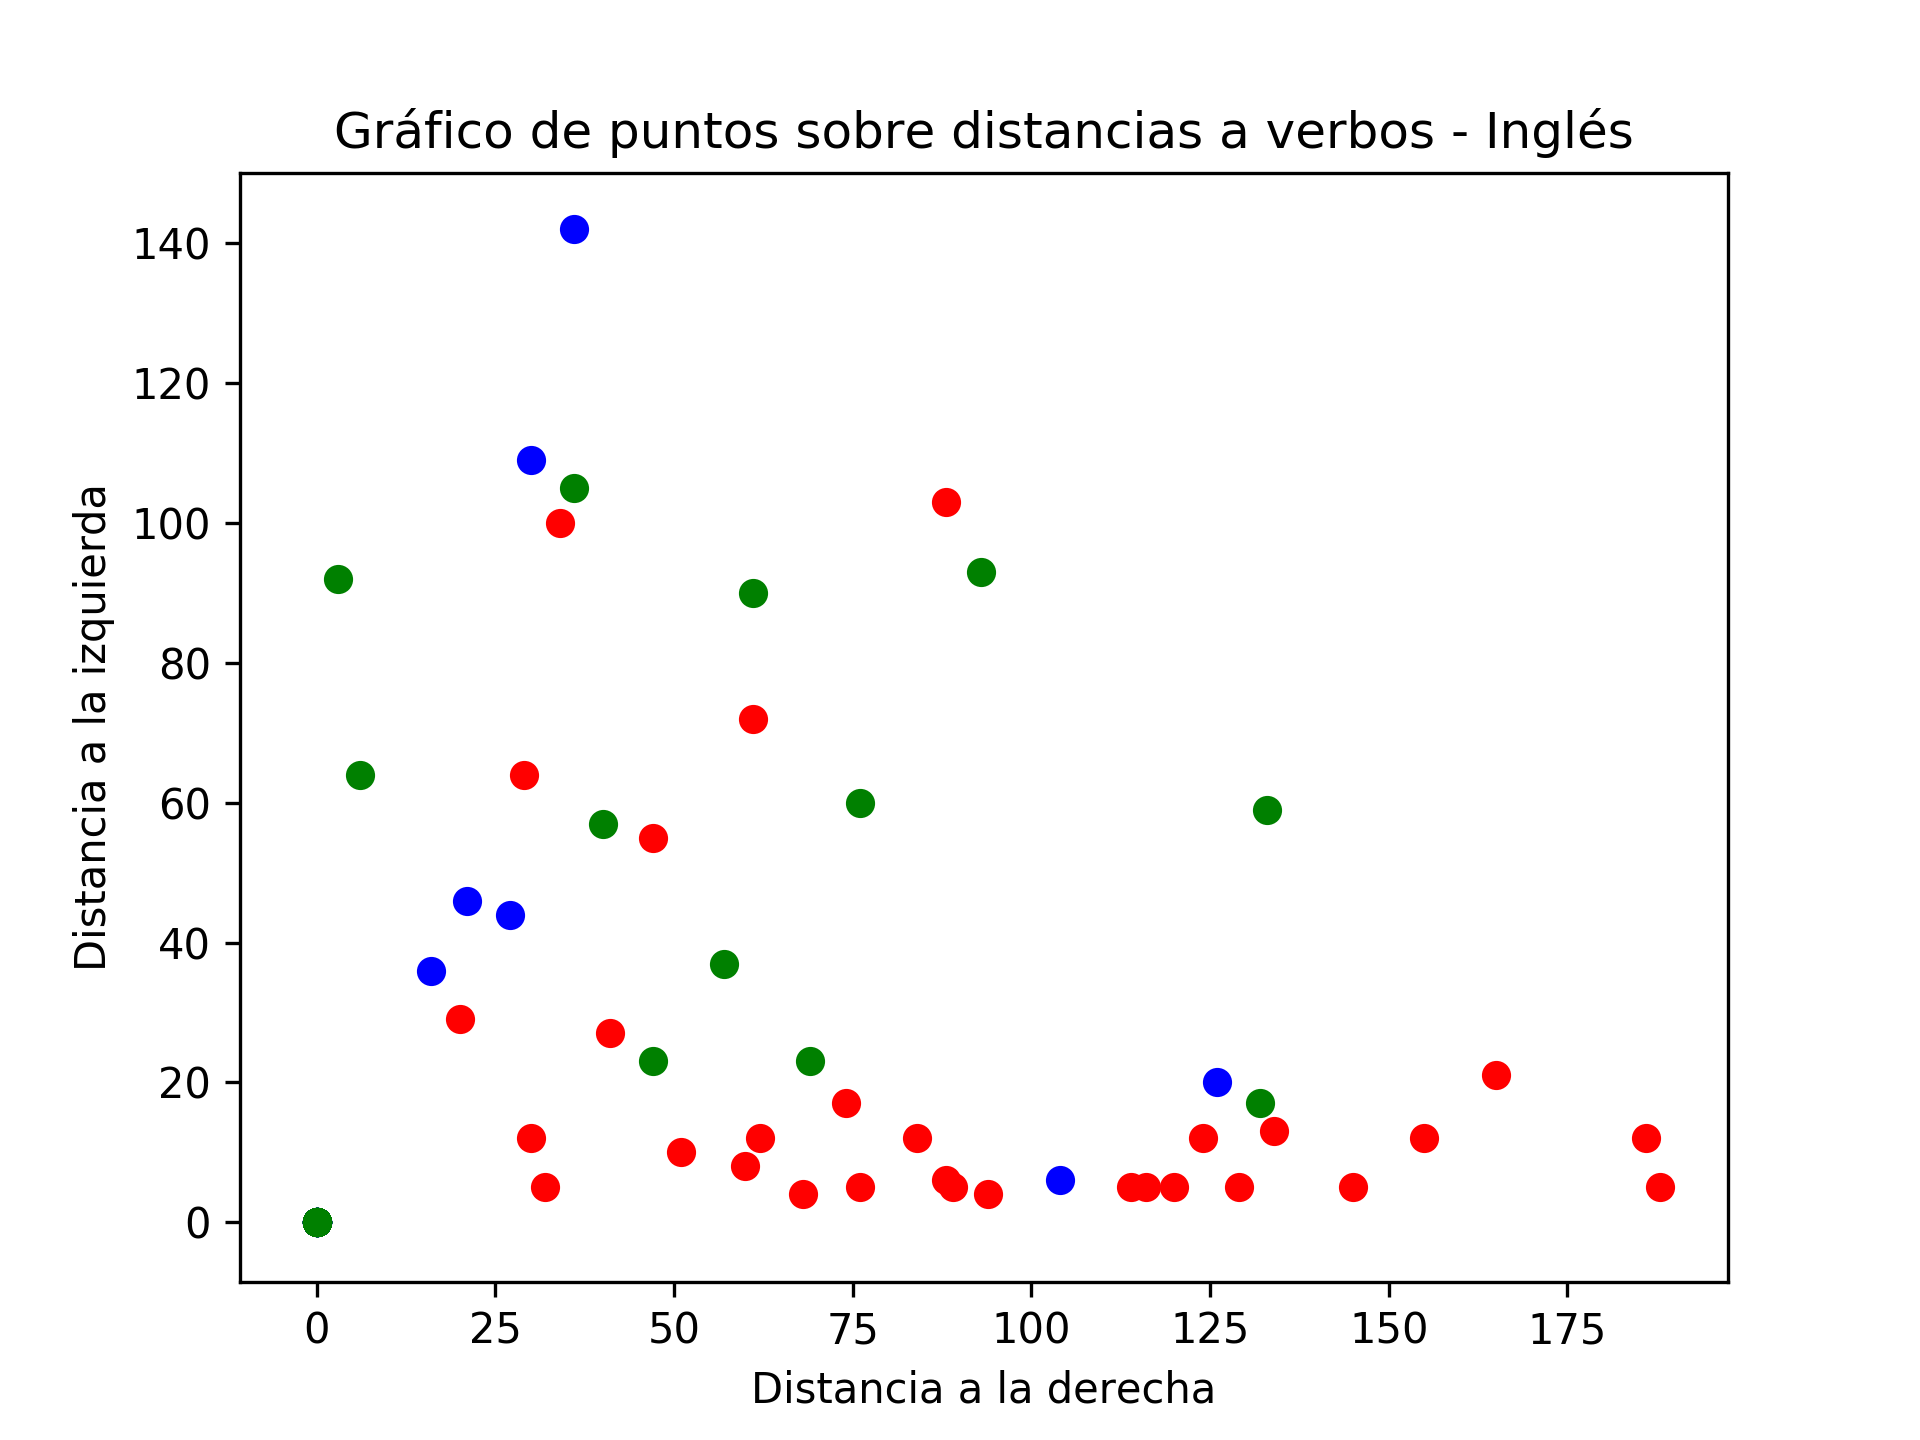 Gráfico de puntos sobre distancias a verbos - Inglés
140
120
100
80
60
40
20
0
Distancia a la izquierda
0 25 50 75 100 125 150 175
Distancia a la derecha